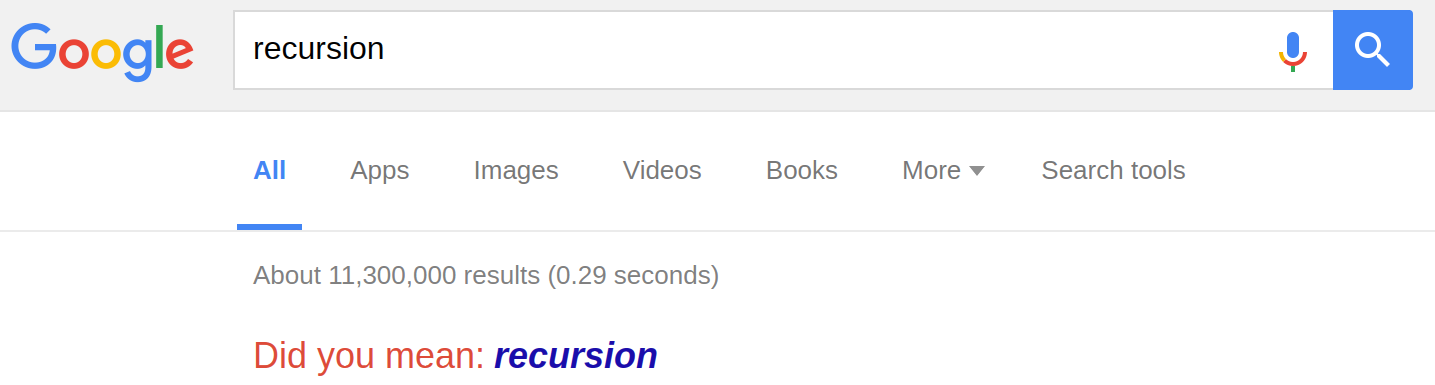 Google recursion
All Apps Images Videos Books More Search tools
About 11,300,000 results (0.29 seconds)
Did you mean: recursion